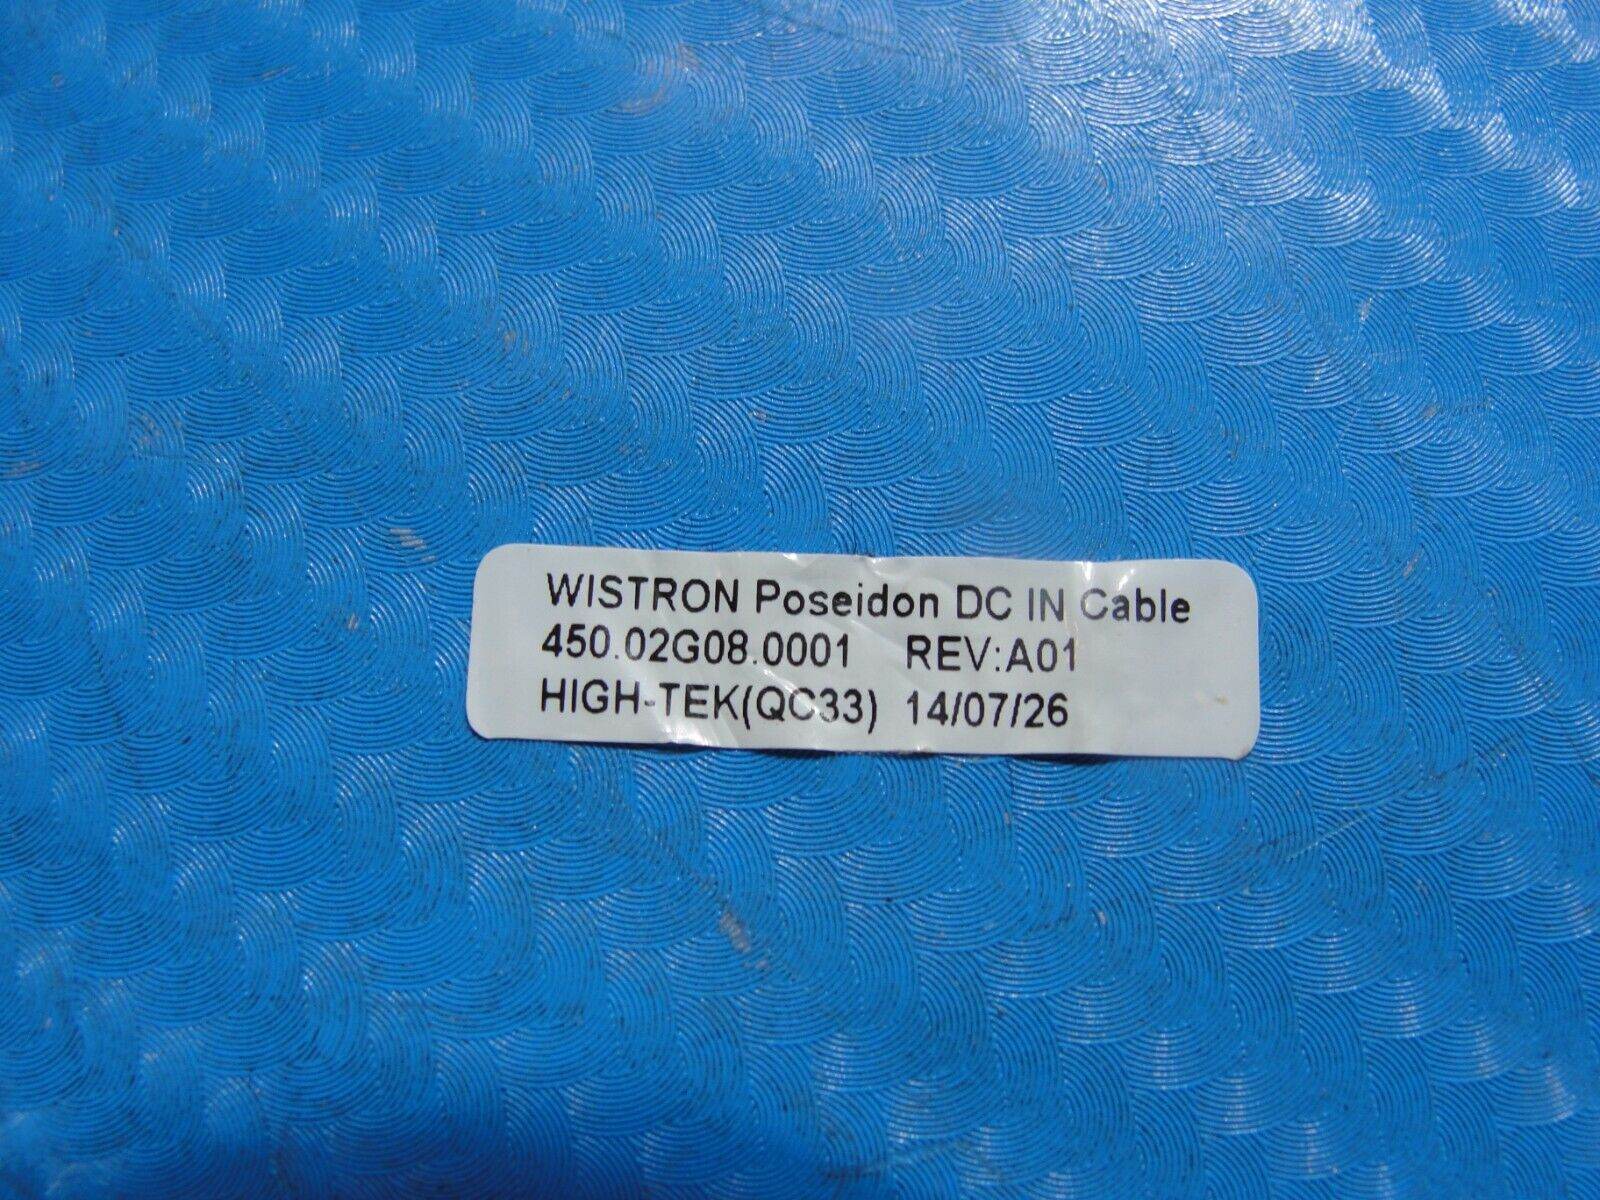 WISTRON Poseidon DC IN Cable
450.02G08.0001 REV:A01
HIGH-TEK(QC33) 14/07/26